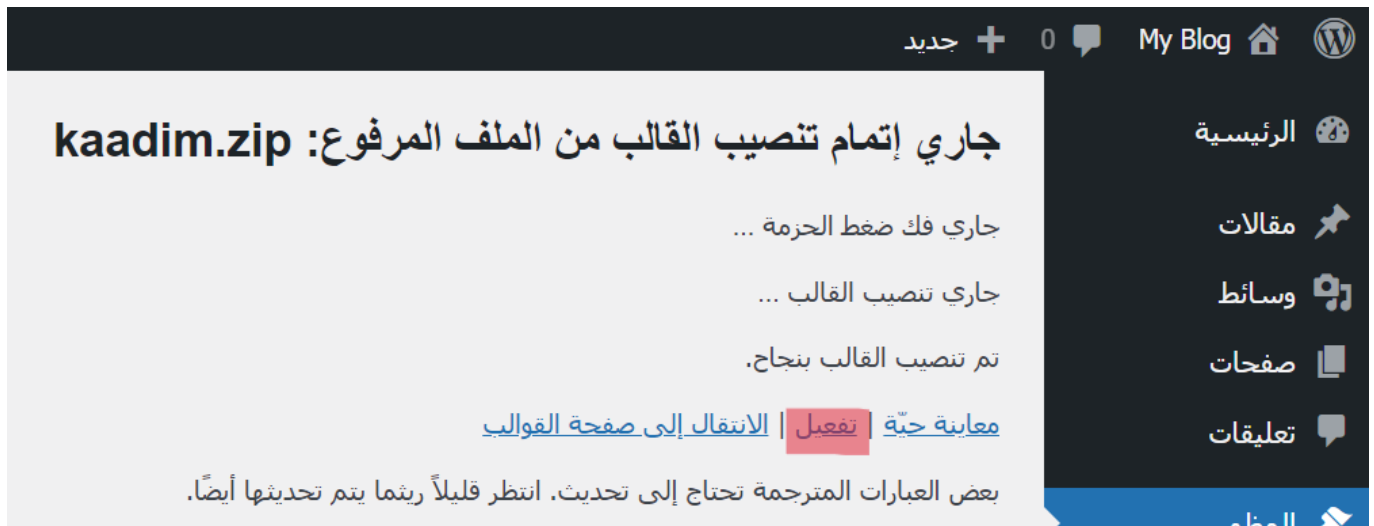 My Blog 0 جديد
الرئيسية
مقالات
وسائط
صفحات
تعليقات
جاري إتمام تنصيب القالب من الملف المرفوع: kaadim.zip
جاري فك ضغط الحزمة ...
جاري تنصيب القالب ...
تم تنصيب القالب بنجاح.
معاينة حيّة | تفعيل | الانتقال إلى صفحة القوالب
بعض العبارات المترجمة تحتاج إلى تحديث. انتظر قليلاً ريثما يتم تحديثها أيضًا.